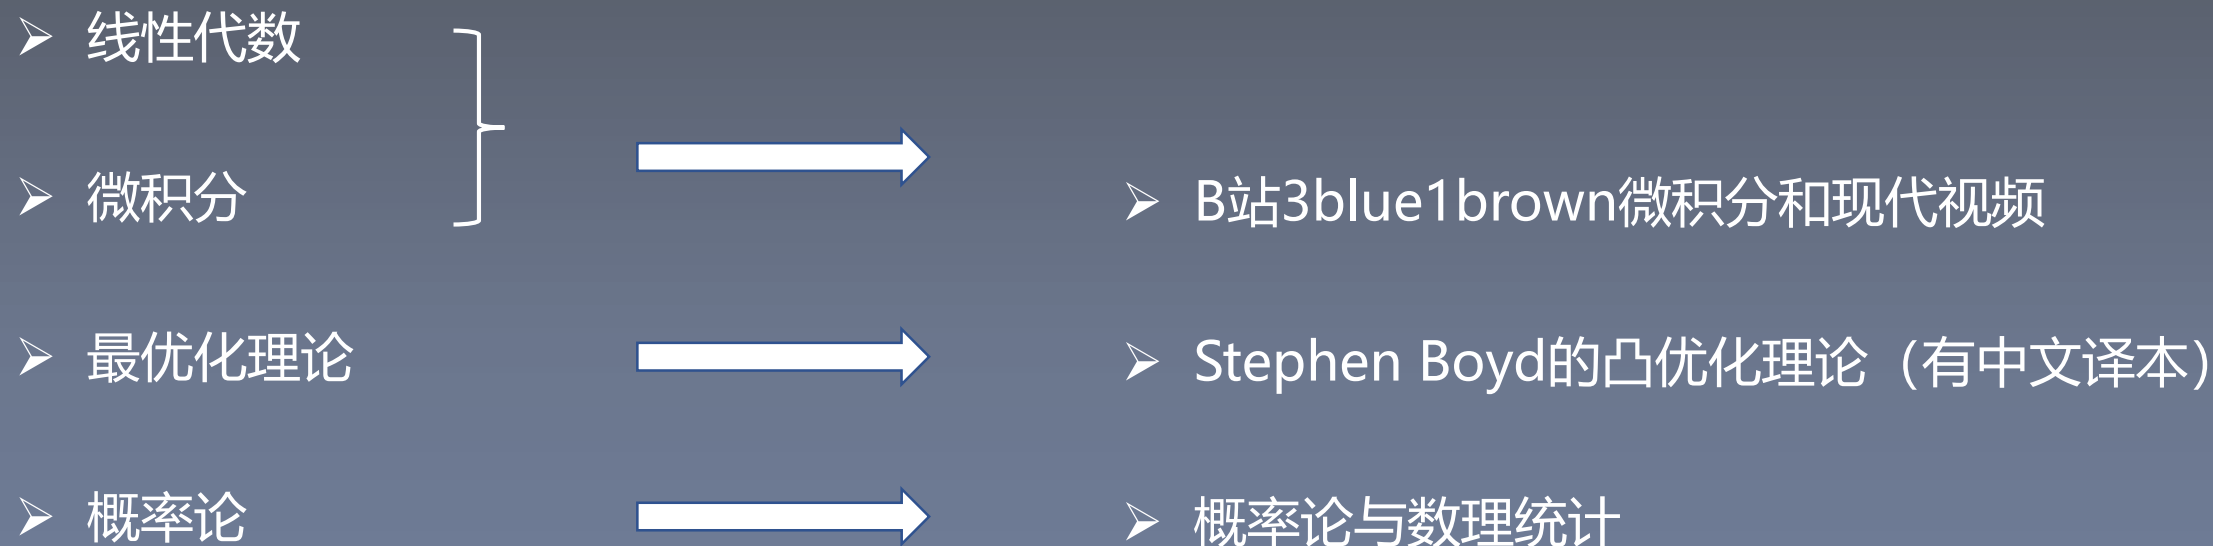 线性代数
微积分
B站3blue1brown微积分和现代视频
最优化理论
Stephen Boyd的凸优化理论（有中文译本）
概率论
概率论与数理统计